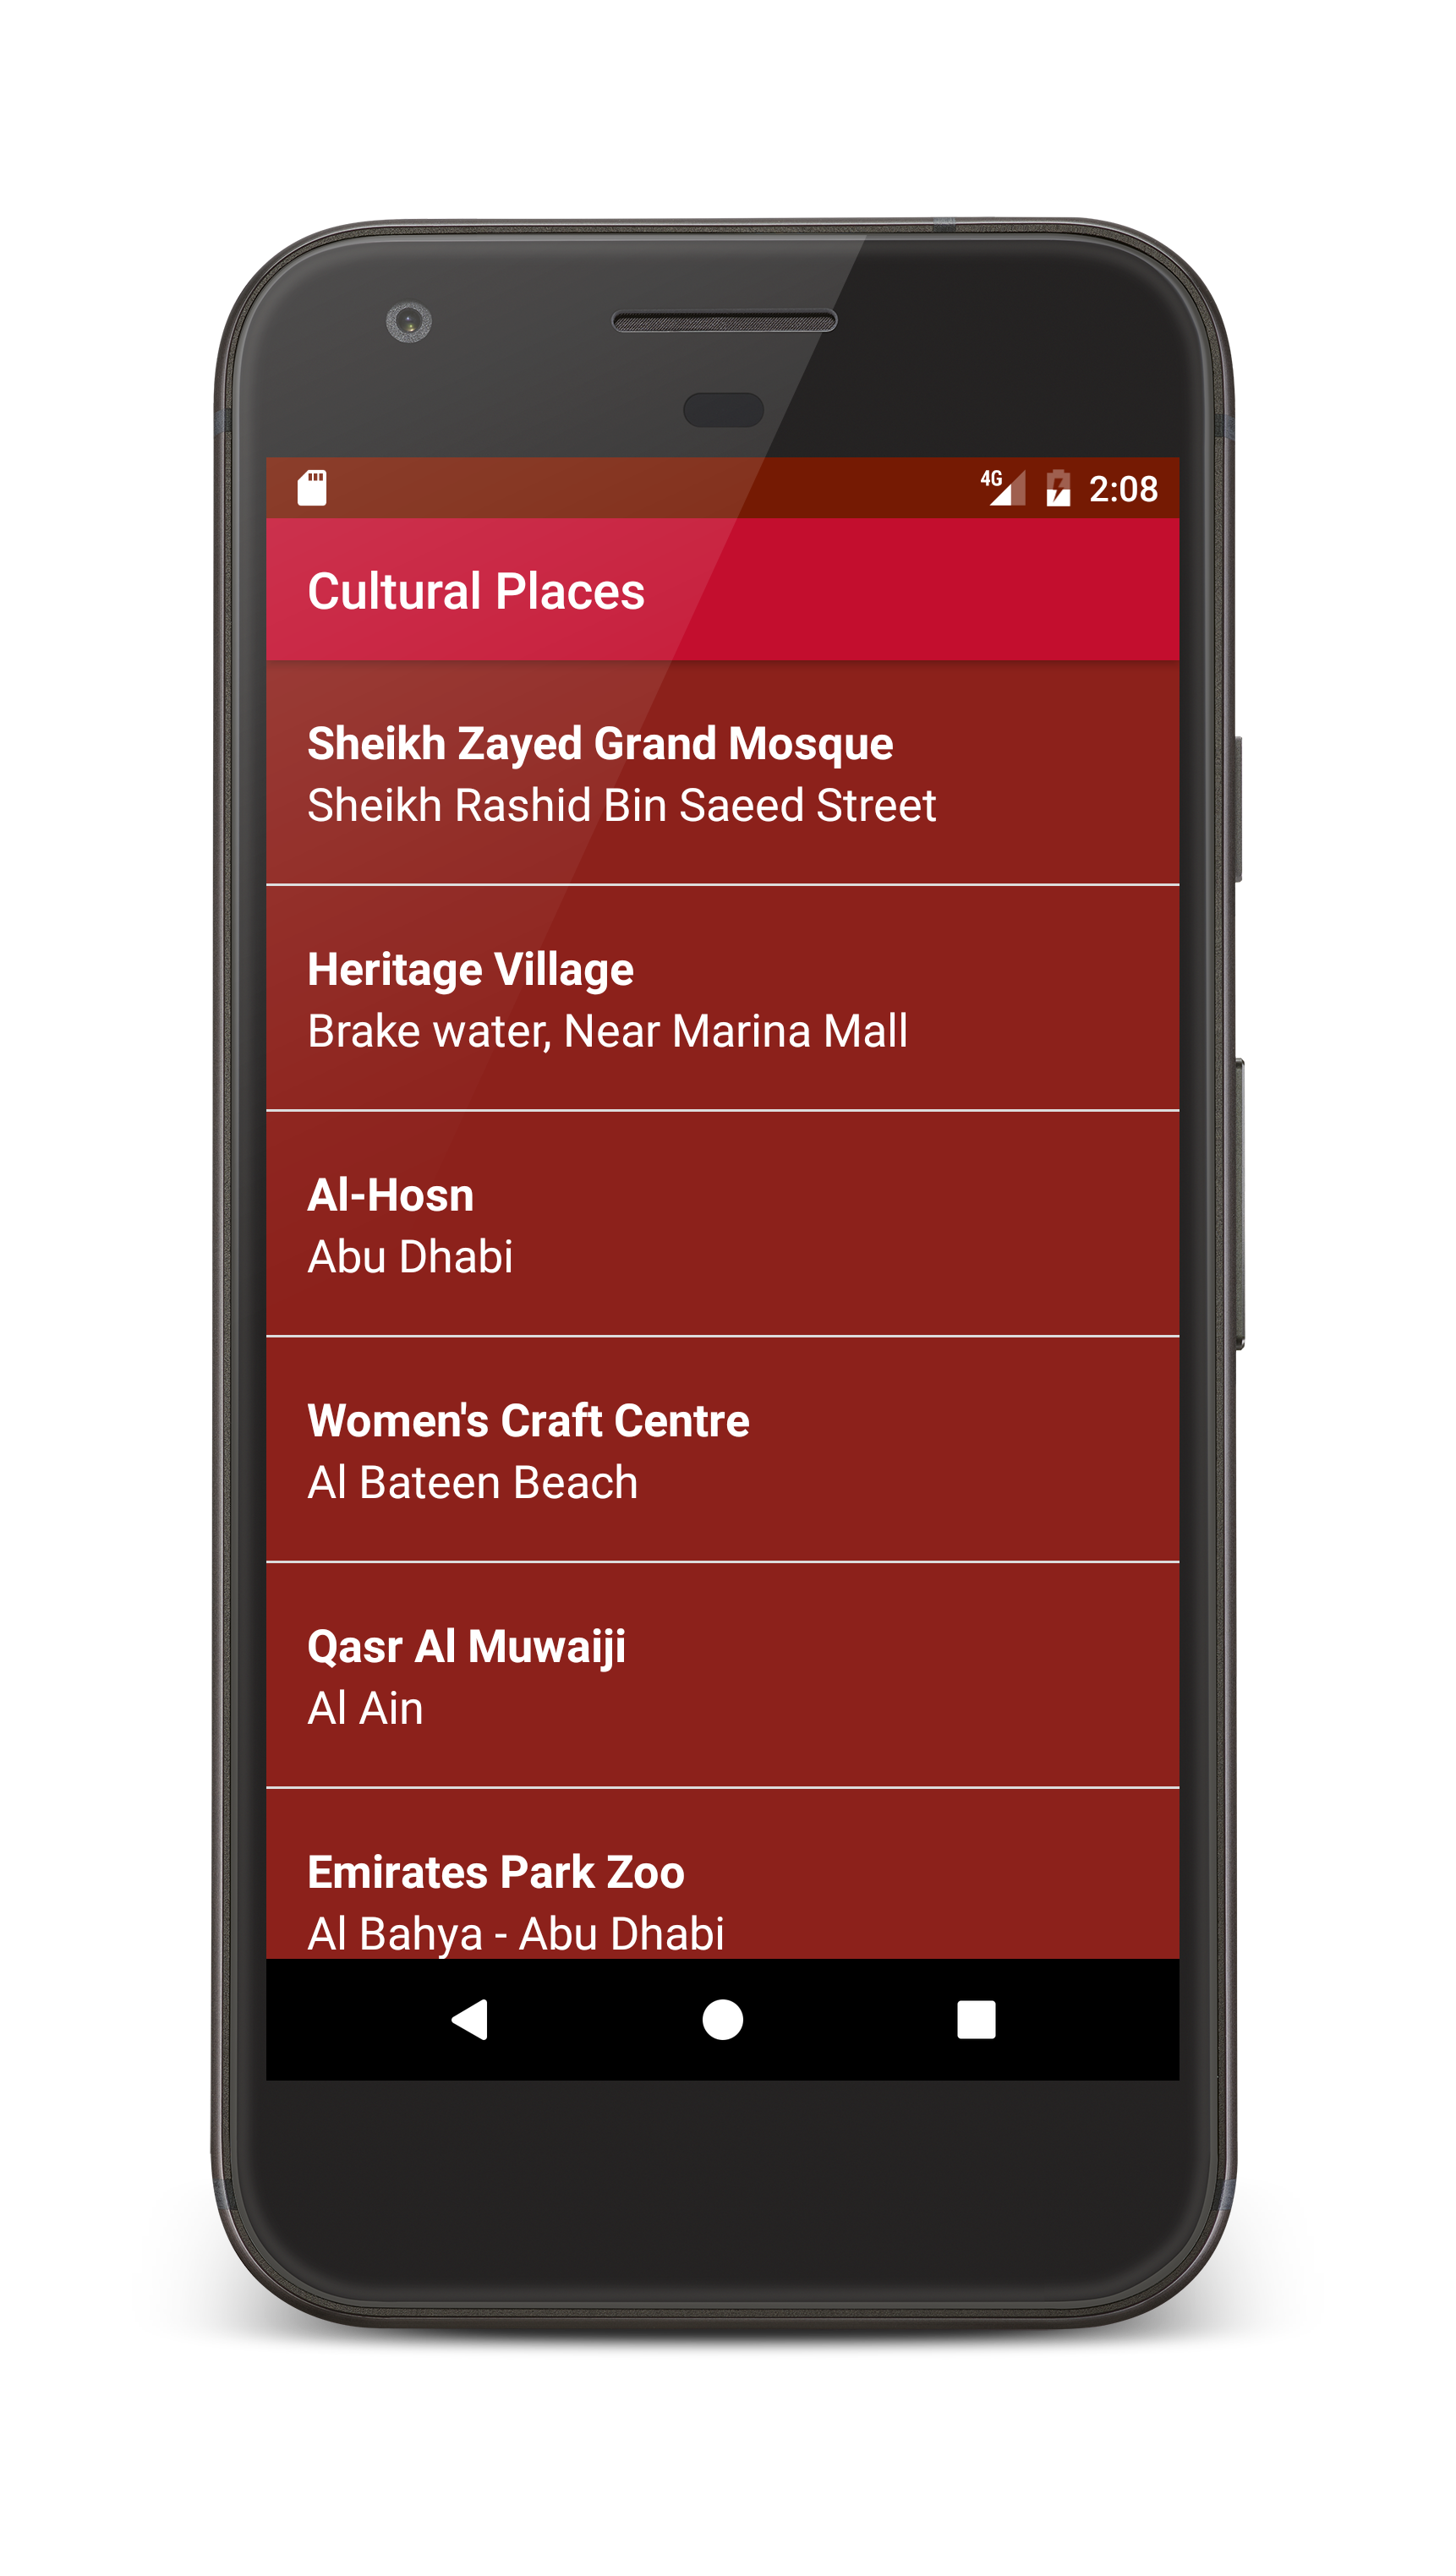 4G 2:08
Cultural Places
Sheikh Zayed Grand Mosque
Sheikh Rashid Bin Saeed Street
Heritage Village
Brake water, Near Marina Mall
Al-Hosn
Abu Dhabi
Women's Craft Centre
Al Bateen Beach
Qasr Al Muwaiji
Al Ain
Emirates Park Zoo
Al Bahya - Abu Dhabi